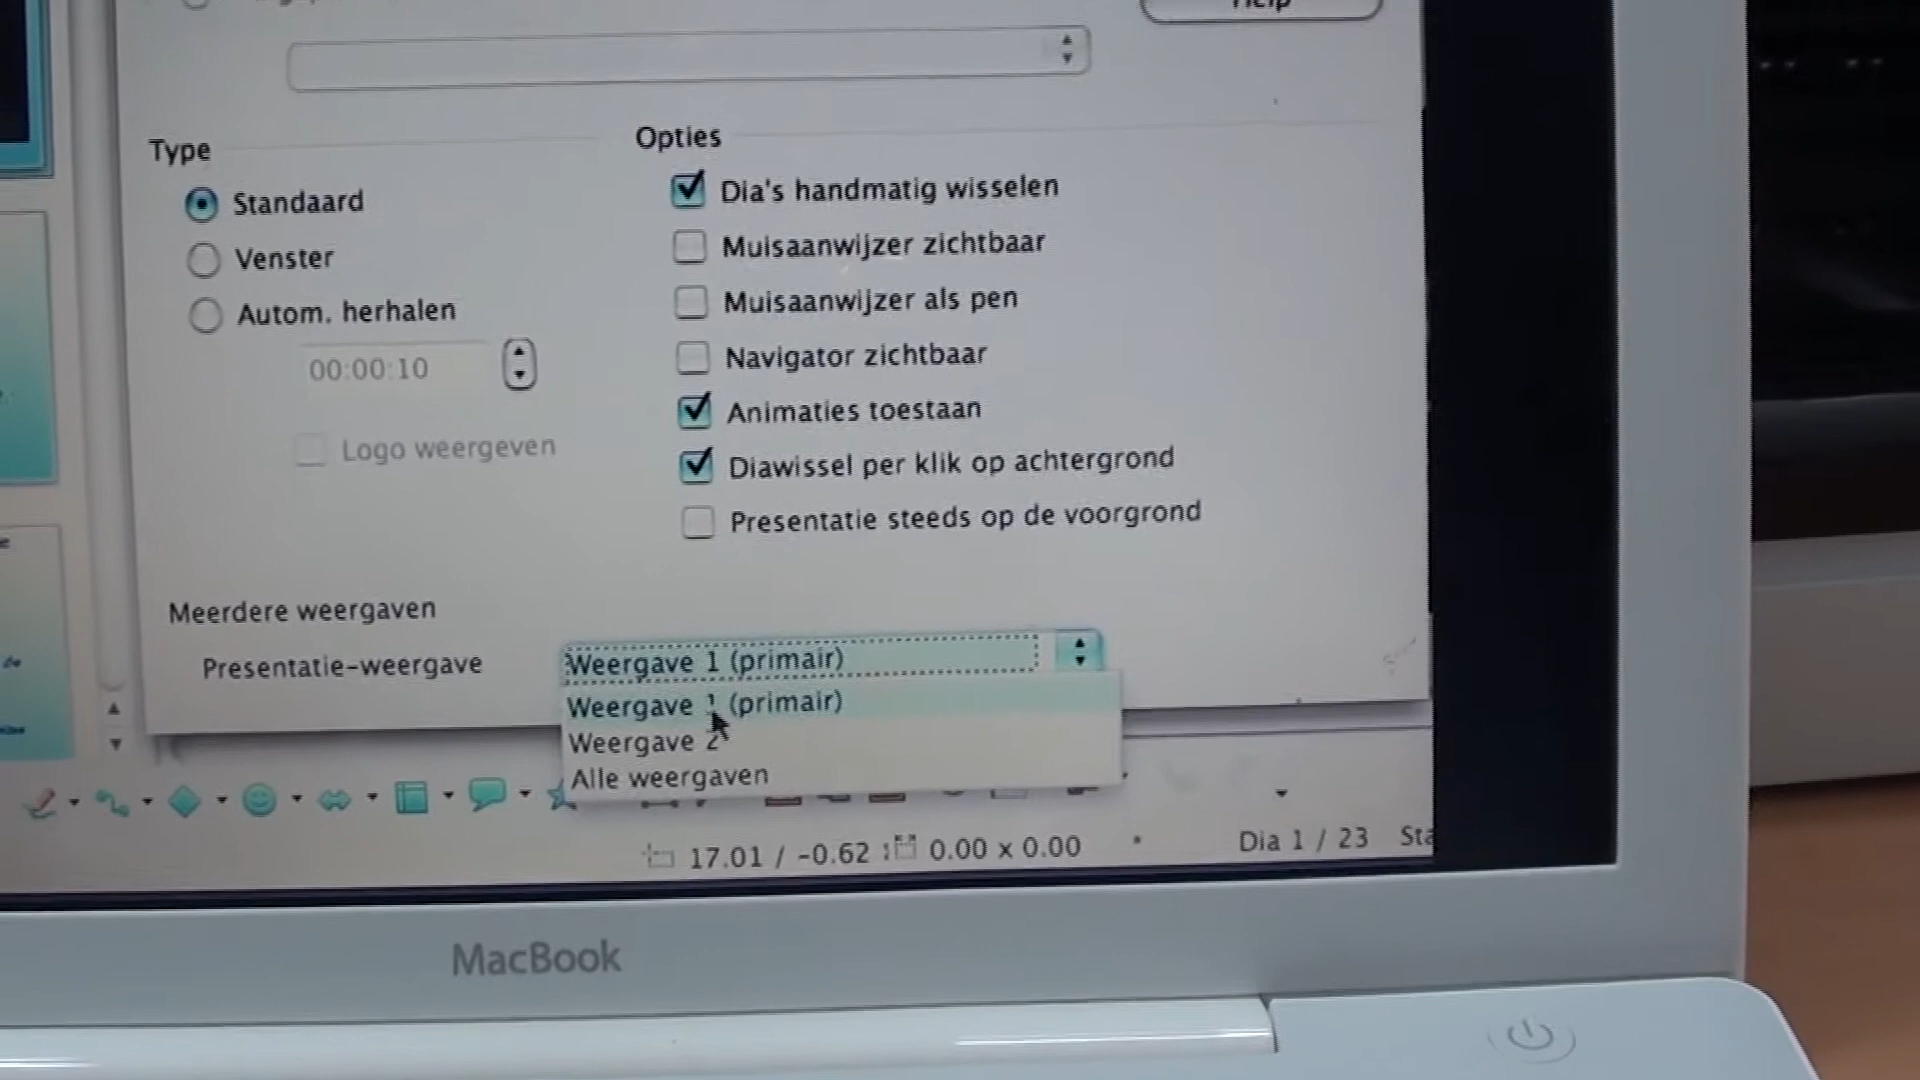 Help
Type
Standaard
Venster
Autom. herhalen
00:00:10
Logo weergeven
Opties
Dia's handmatig wisselen
Muisaanwijzer zichtbaar
Muisaanwijzer als pen
Navigator zichtbaar
Animaties toestaan
Diawissel per klik op achtergrond
Presentatie steeds op de voorgrond
Meerdere weergaven
Presentatie-weergave
Weergave 1 (primair)
Weergave 1 (primair)
Weergave 2
Alle weergaven
17.01 / -0.62
0.00 x 0.00
*
Dia 1 / 23
Sta
MacBook